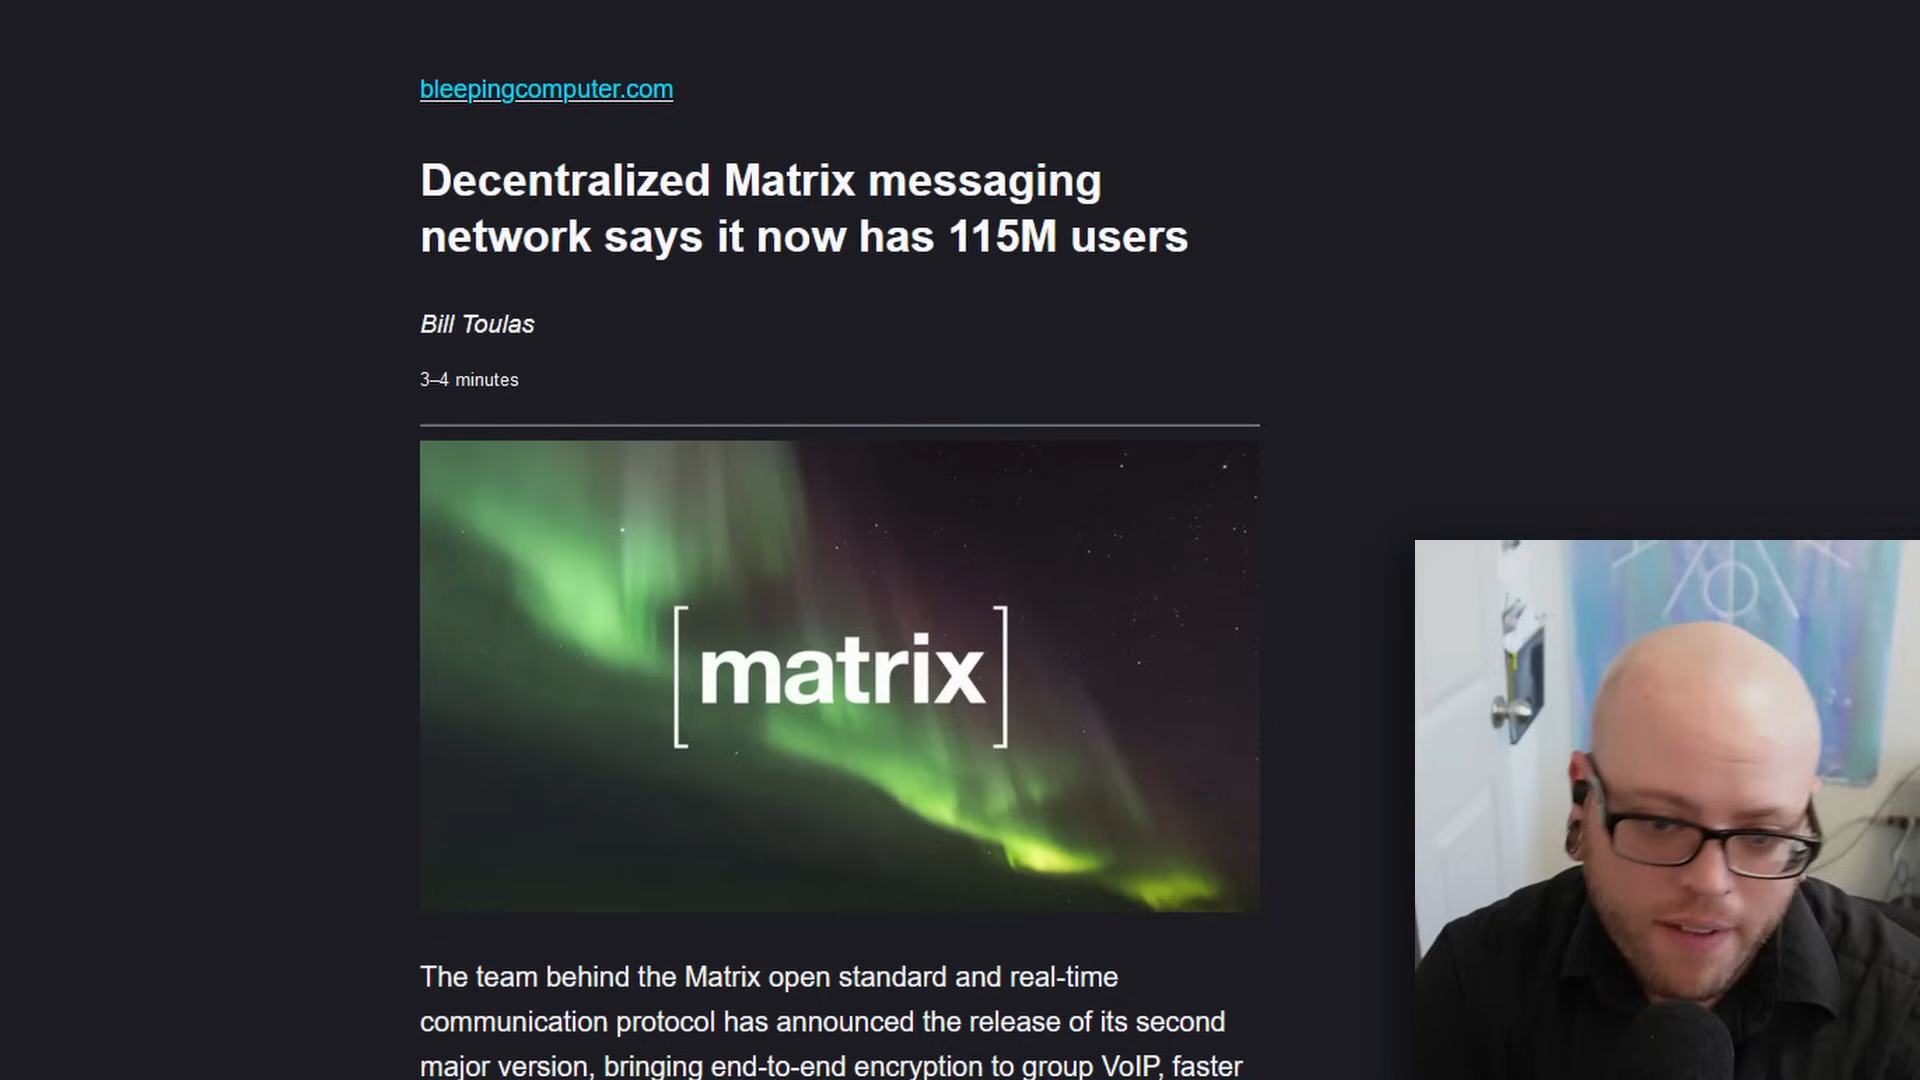 bleepingcomputer.com
Decentralized Matrix messaging
network says it now has 115M users
Bill Toulas
3–4 minutes
[matrix]
The team behind the Matrix open standard and real-time
communication protocol has announced the release of its second
major version, bringing end-to-end encryption to group VoIP, faster